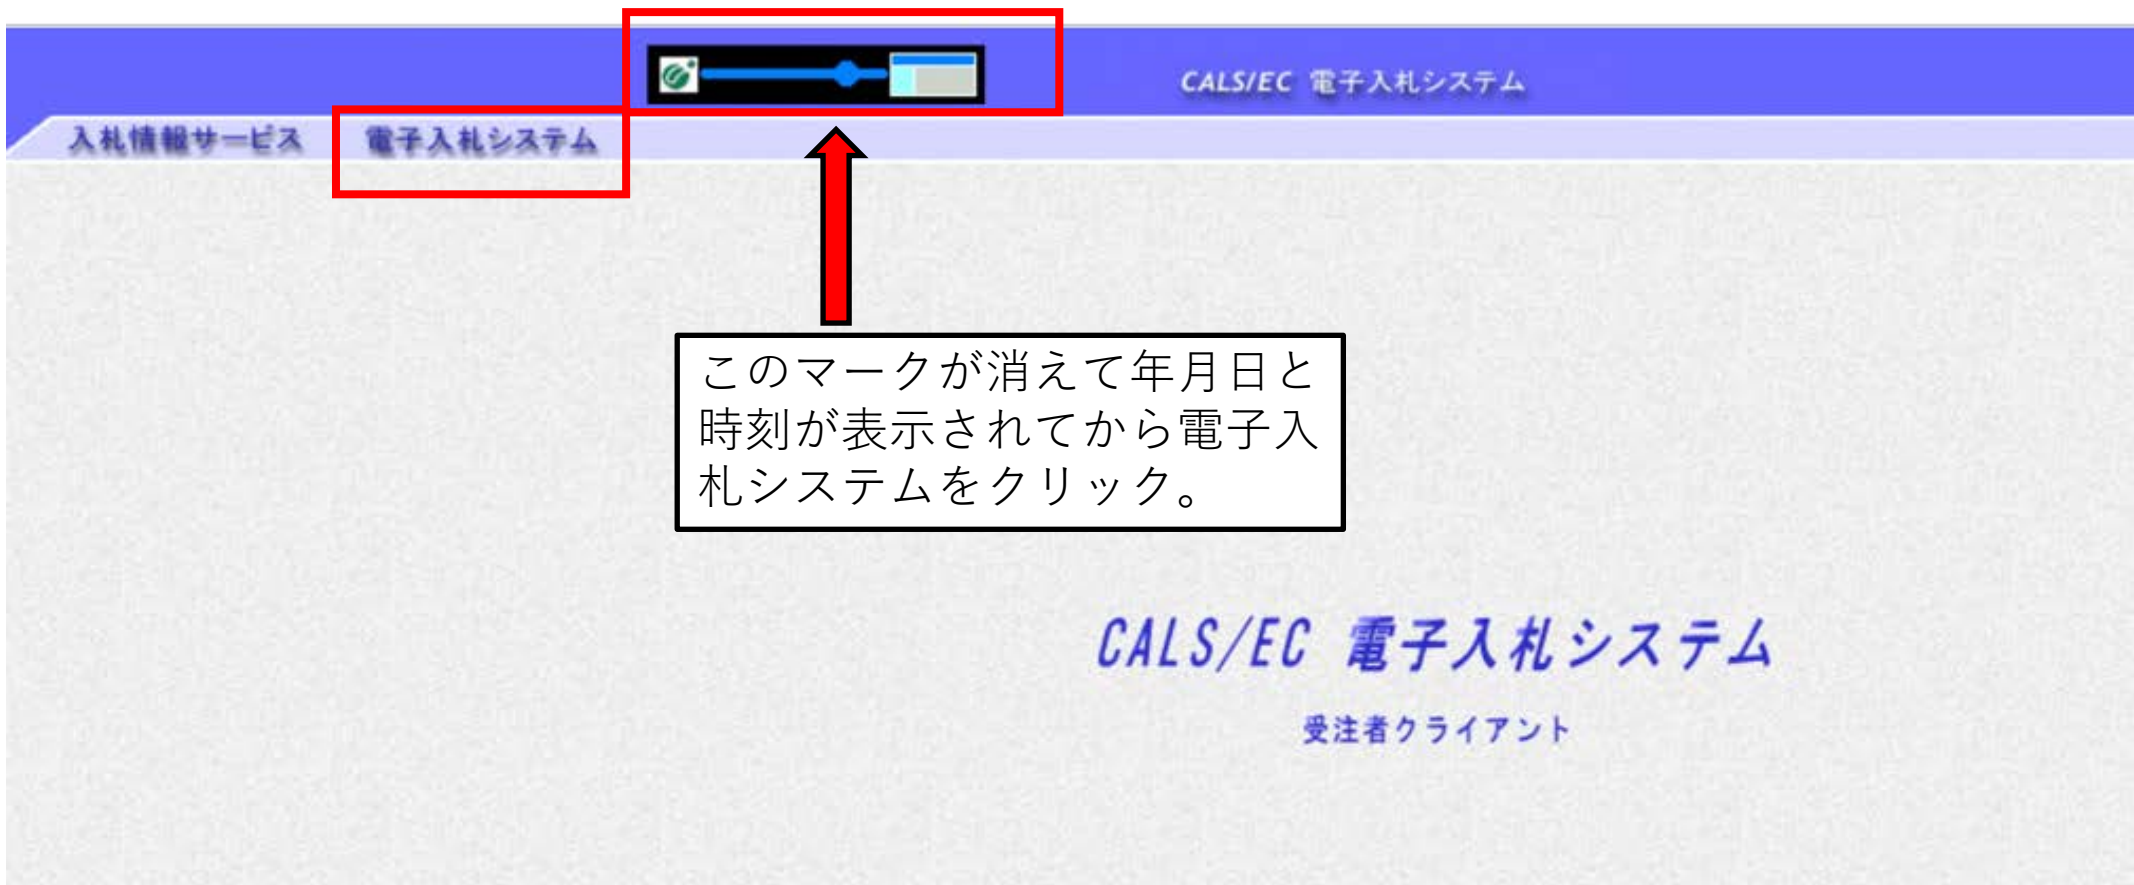 CALS/EC 電子入札システム
入札情報サービス 電子入札システム
このマークが消えて年月日と
時刻が表示されてから電子入
札システムをクリック。
CALS/EC 電子入札システム
受注者クライアント